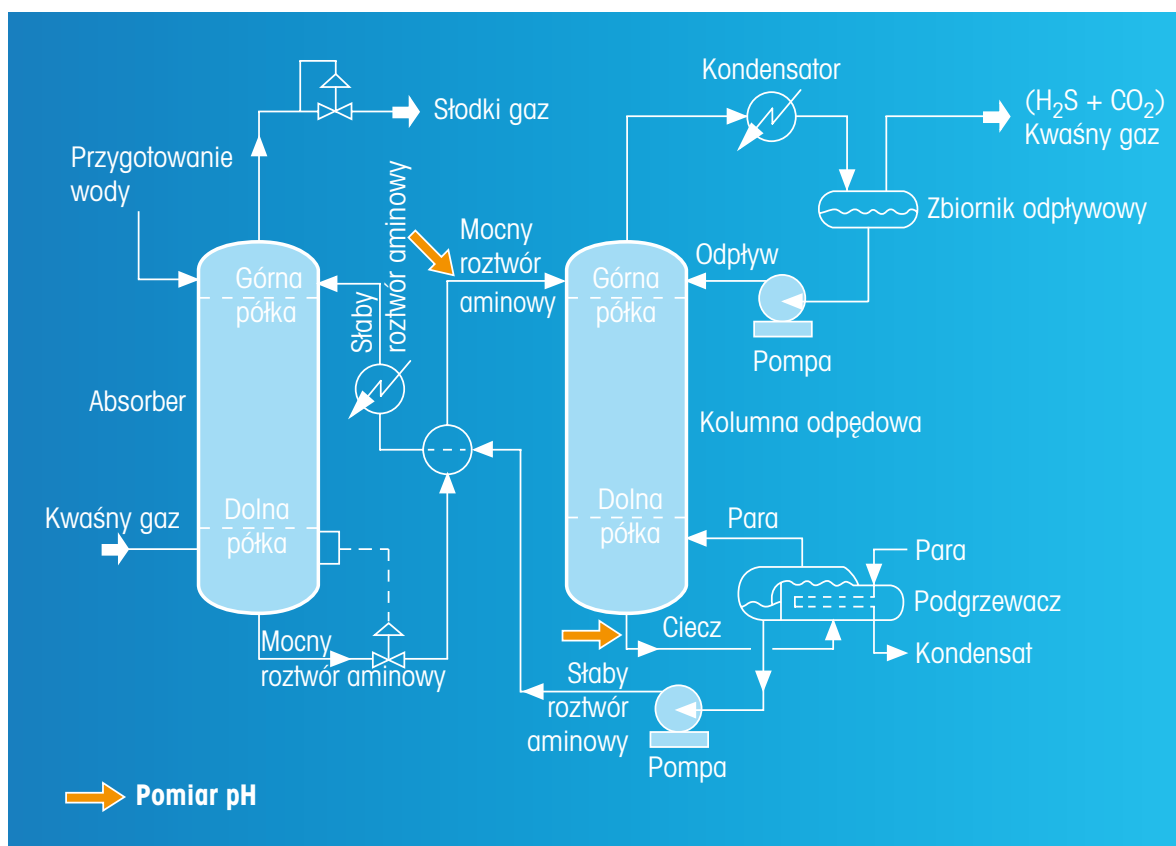 Kondensator
(H₂S + CO₂)
Kwaśny gaz
Słodki gaz
Przygotowanie
wody
Słaby
roztwór aminowy
Mocny
roztwór
aminowy
Zbiornik odpływowy
Odpływ
Górna
półka
Górna
półka
Pompa
Absorber
Kolumna odpędowa
Dolna
półka
Kwaśny gaz
Dolna
półka
Para
Para
Podgrzewacz
Ciecz
Kondensat
Mocny
roztwór aminowy
Słaby
roztwór
aminowy
Pompa
Pomiar pH